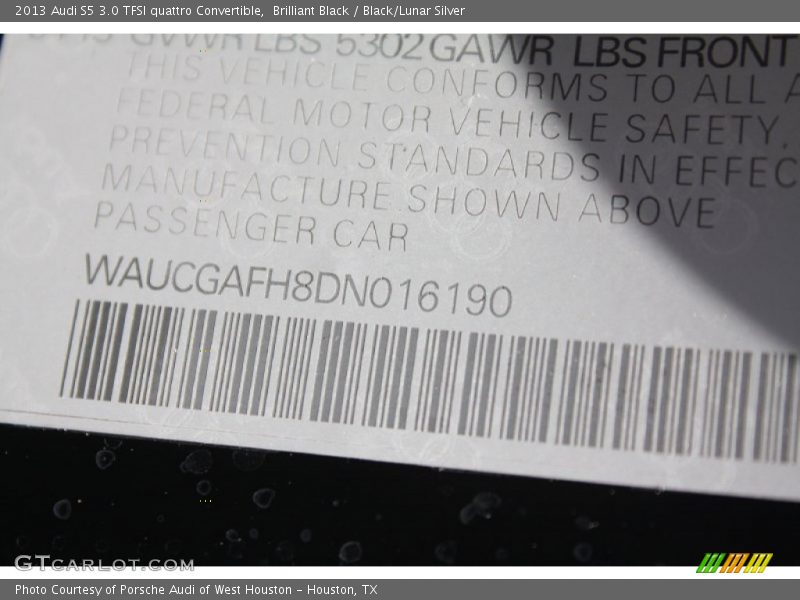 2013 Audi S5 3.0 TFSI quattro Convertible,  Brilliant Black / Black/Lunar Silver
GVWR LBS 5302 GAWR LBS FRONT
THIS VEHICLE CONFORMS TO ALL A
FEDERAL MOTOR VEHICLE SAFETY,
PREVENTION STANDARDS IN EFFEC
MANUFACTURE SHOWN ABOVE
PASSENGER CAR
WAUCGAFH8DN016190
GTCARLOT.COM
Photo Courtesy of Porsche Audi of West Houston - Houston, TX